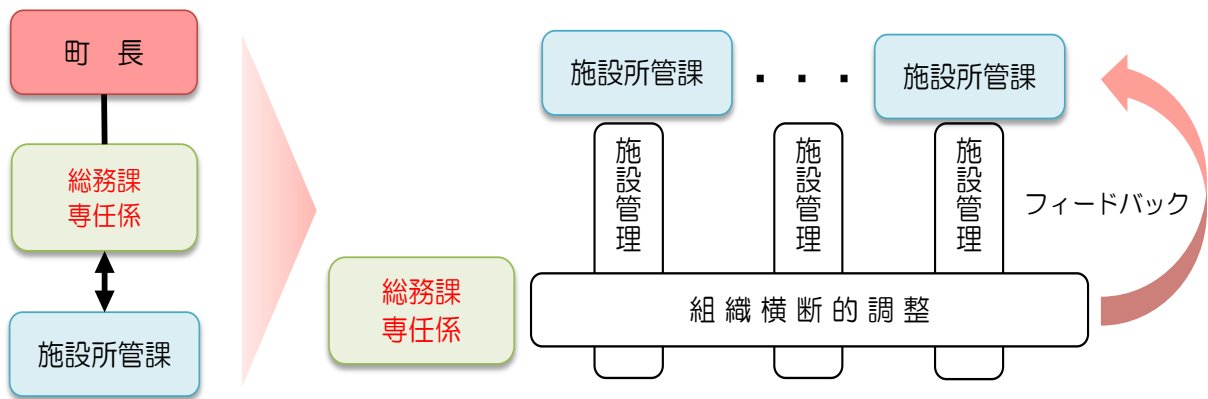 町 長
総務課
専任係
施設所管課
施設所管課
・・・
施設所管課
施設管理
施設管理
施設管理
フィードバック
総務課
専任係
組織横断的調整